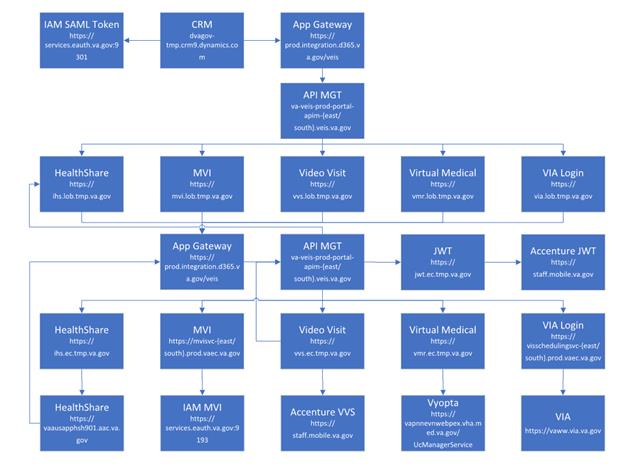 IAM SAML Token
https://
services.eauth.va.gov:9
301
CRM
dvagov-
tmp.crm9.dynamics.co
m
App Gateway
https://
prod.integration.d365.v
a.gov/veis
API MGT
va-veis-prod-portal-
apim-{east/
south}.veis.va.gov
HealthShare
https://
ihs.lob.tmp.va.gov
MVI
https://
mvi.lob.tmp.va.gov
Video Visit
https://
vvs.lob.tmp.va.gov
Virtual Medical
https://
vmr.lob.tmp.va.gov
VIA Login
https://
via.lob.tmp.va.gov
App Gateway
https://
prod.integration.d365.v
a.gov/veis
API MGT
va-veis-prod-portal-
apim-{east/
south}.veis.va.gov
JWT
https://
jwt.ec.tmp.va.gov
Accenture JWT
https://
staff.mobile.va.gov
HealthShare
https://
ihs.ec.tmp.va.gov
MVI
https://mvisvc-{east/
south}.prod.vaec.va.gov
Video Visit
https://
vvs.ec.tmp.va.gov
Virtual Medical
https://
vmr.ec.tmp.va.gov
VIA Login
https://
visschedulingsvc-{east/
south}.prod.vaec.va.gov
HealthShare
https://
vaausapphsh901.aac.va.
gov
IAM MVI
https://
services.eauth.va.gov:9
193
Accenture VVS
https://
staff.mobile.va.gov
Vyopta
https://
vapnnevnwebpex.vha.m
ed.va.gov/
UcManagerService
VIA
https://vaww.via.va.gov